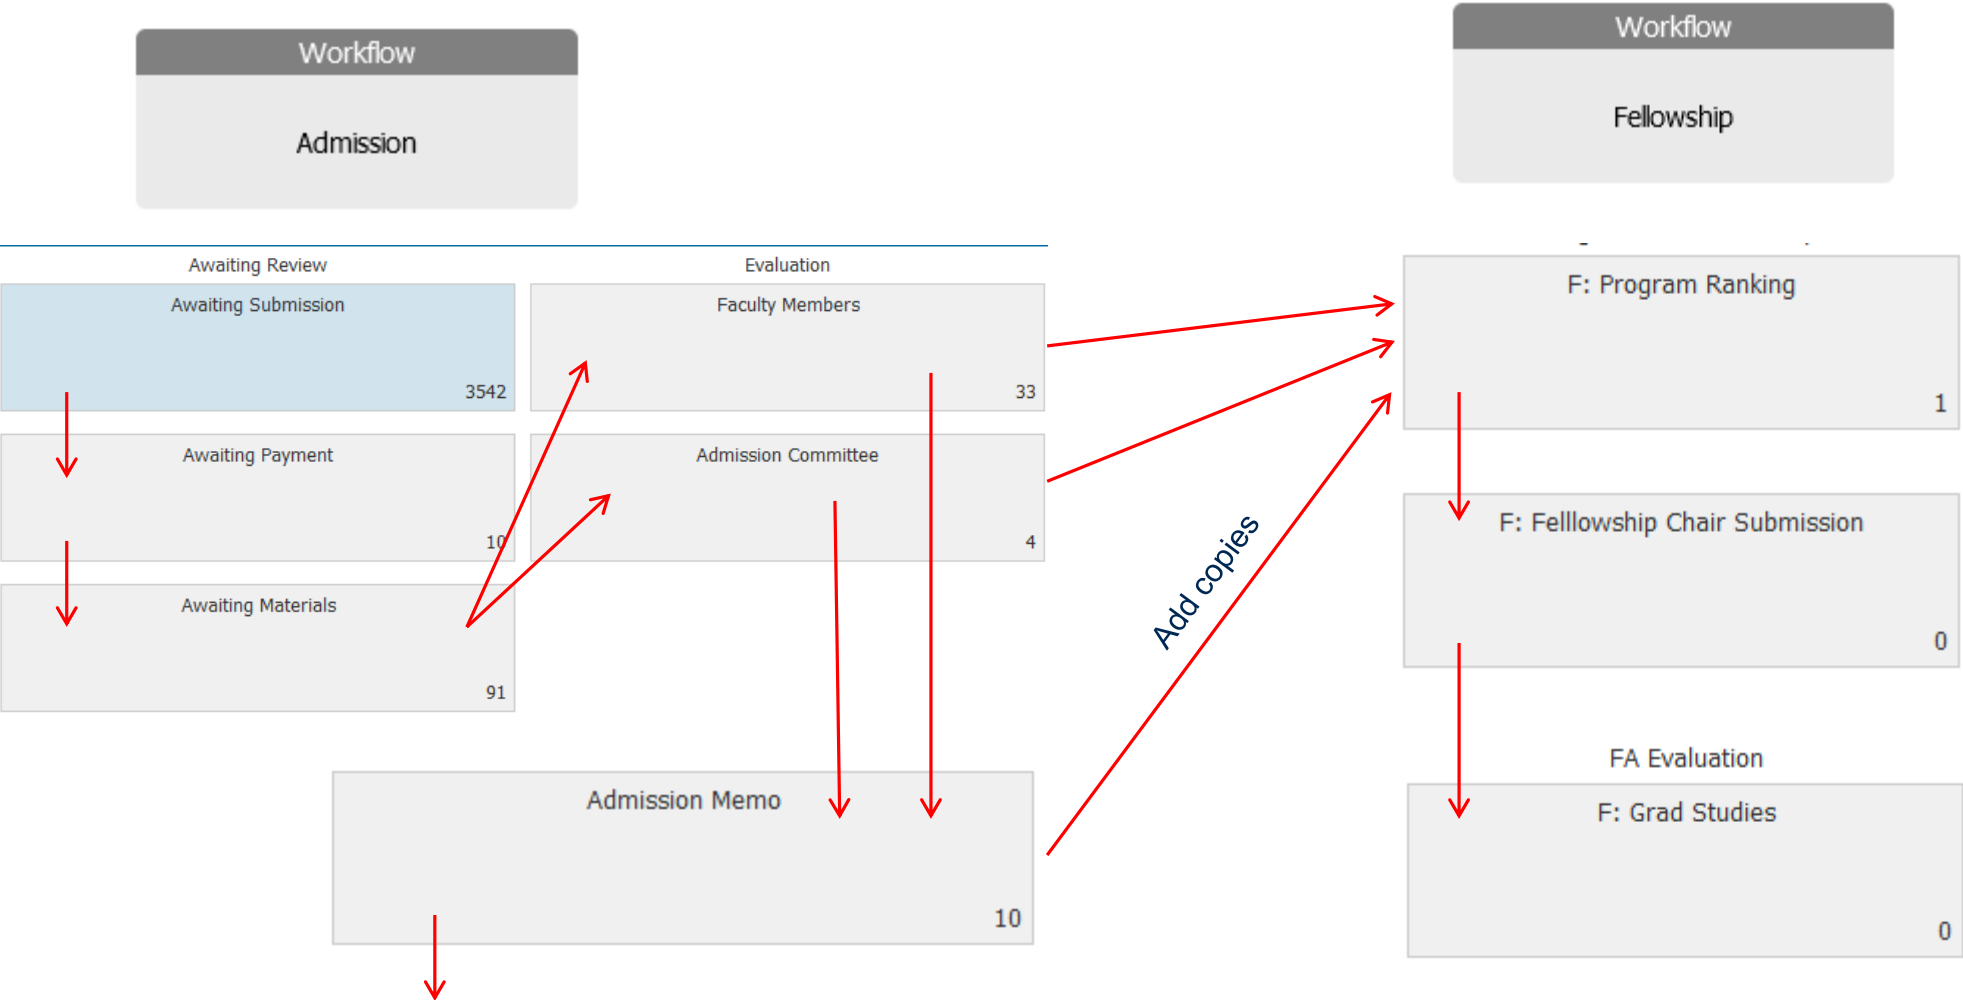 Workflow
Admission
Workflow
Fellowship
Awaiting Review
Awaiting Submission
3542
Awaiting Payment
10
Awaiting Materials
91
Evaluation
Faculty Members
33
Admission Committee
4
Admission Memo
10
Add copies
F: Program Ranking
1
F: Felllowship Chair Submission
0
FA Evaluation
F: Grad Studies
0